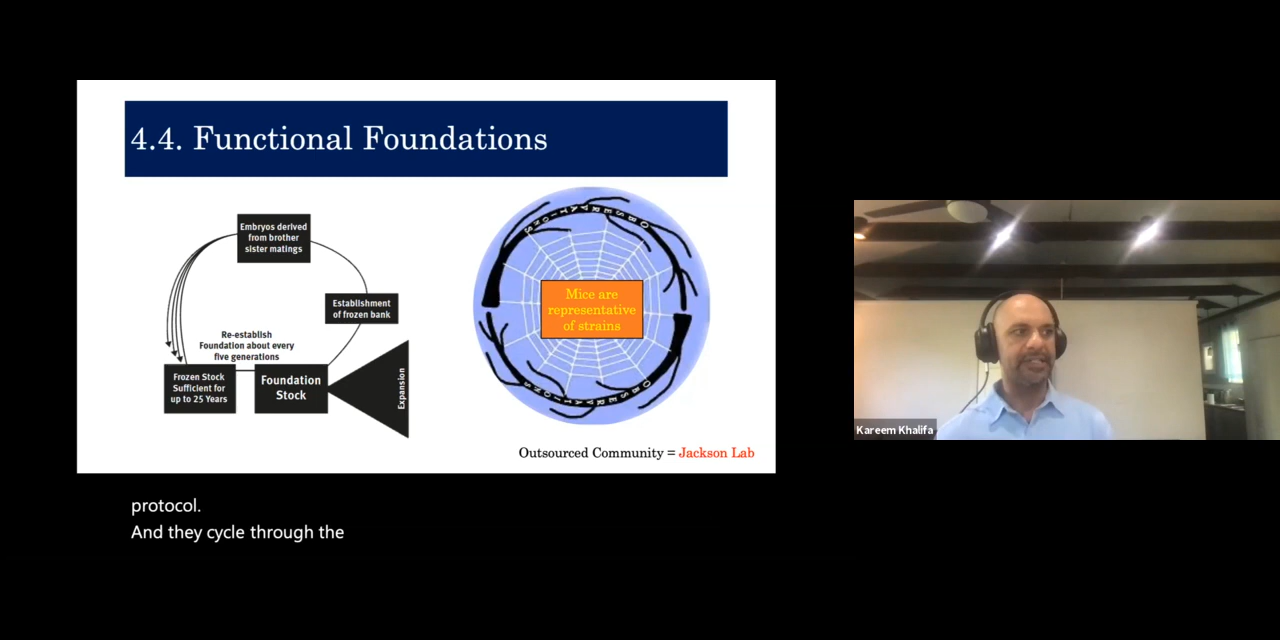 4.4. Functional Foundations
Embryos derived
from brother
sister matings
Establishment
of frozen bank
Re-establish
Foundation about every
five generations
Frozen Stock
Sufficient for
up to 25 Years
Foundation
Stock
Expansion
OBSERVATIONS
Mice are
representative
of strains
OBSERVATIONS
Outsourced Community = Jackson Lab
Kareem Khalifa
protocol.
And they cycle through the